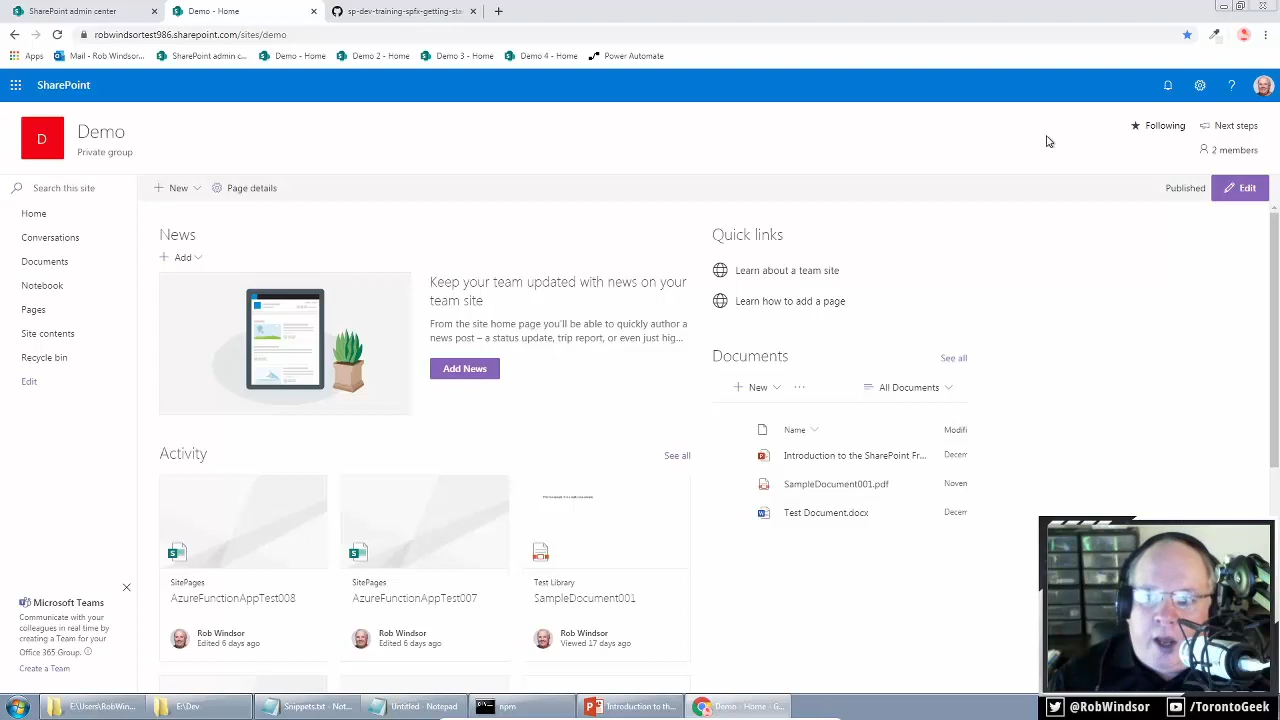 SharePoint admin center
Demo - Home
sp-dev-training-spfx-getting-sta
robwindsortest986.sharepoint.com/sites/demo
Apps
Mail - Rob Windsor...
SharePoint admin c...
Demo - Home
Demo 2 - Home
Demo 3 - Home
Demo 4 - Home
Power Automate
SharePoint
D
Demo
Private group
Following
Next steps
2 members
Search this site
New
Page details
Published
Edit
Home
Conversations
Documents
Notebook
Pages
Site contents
Recycle bin
Edit
News
Add
Keep your team updated with news on your
team site
From the site home page you'll be able to quickly author a
news post – a status update, trip report, or even just hig...
Add News
Quick links
Learn about a team site
Learn how to add a page
Documents
See all
New
All Documents
Name
Modifi
Introduction to the SharePoint Fr...
Decem
SampleDocument001.pdf
Noven
Test Document.docx
Decem
Activity
See all
SitePages
AzureFunctionAppTest008
Rob Windsor
Edited 6 days ago
SitePages
AzureFunctionAppTest007
Rob Windsor
Edited 6 days ago
Test Library
SampleDocument001
Rob Windsor
Viewed 17 days ago
Microsoft Teams
Communicate with your
colleagues in real time by
creating a Team for your
Office 365 Group.
Create a Team
E:\Users\RobWin...
E:\Dev
Snippets.txt - Not...
Untitled - Notepad
npm
Introduction to th...
Demo - Home - G...
@RobWindsor
/TorontoGeek